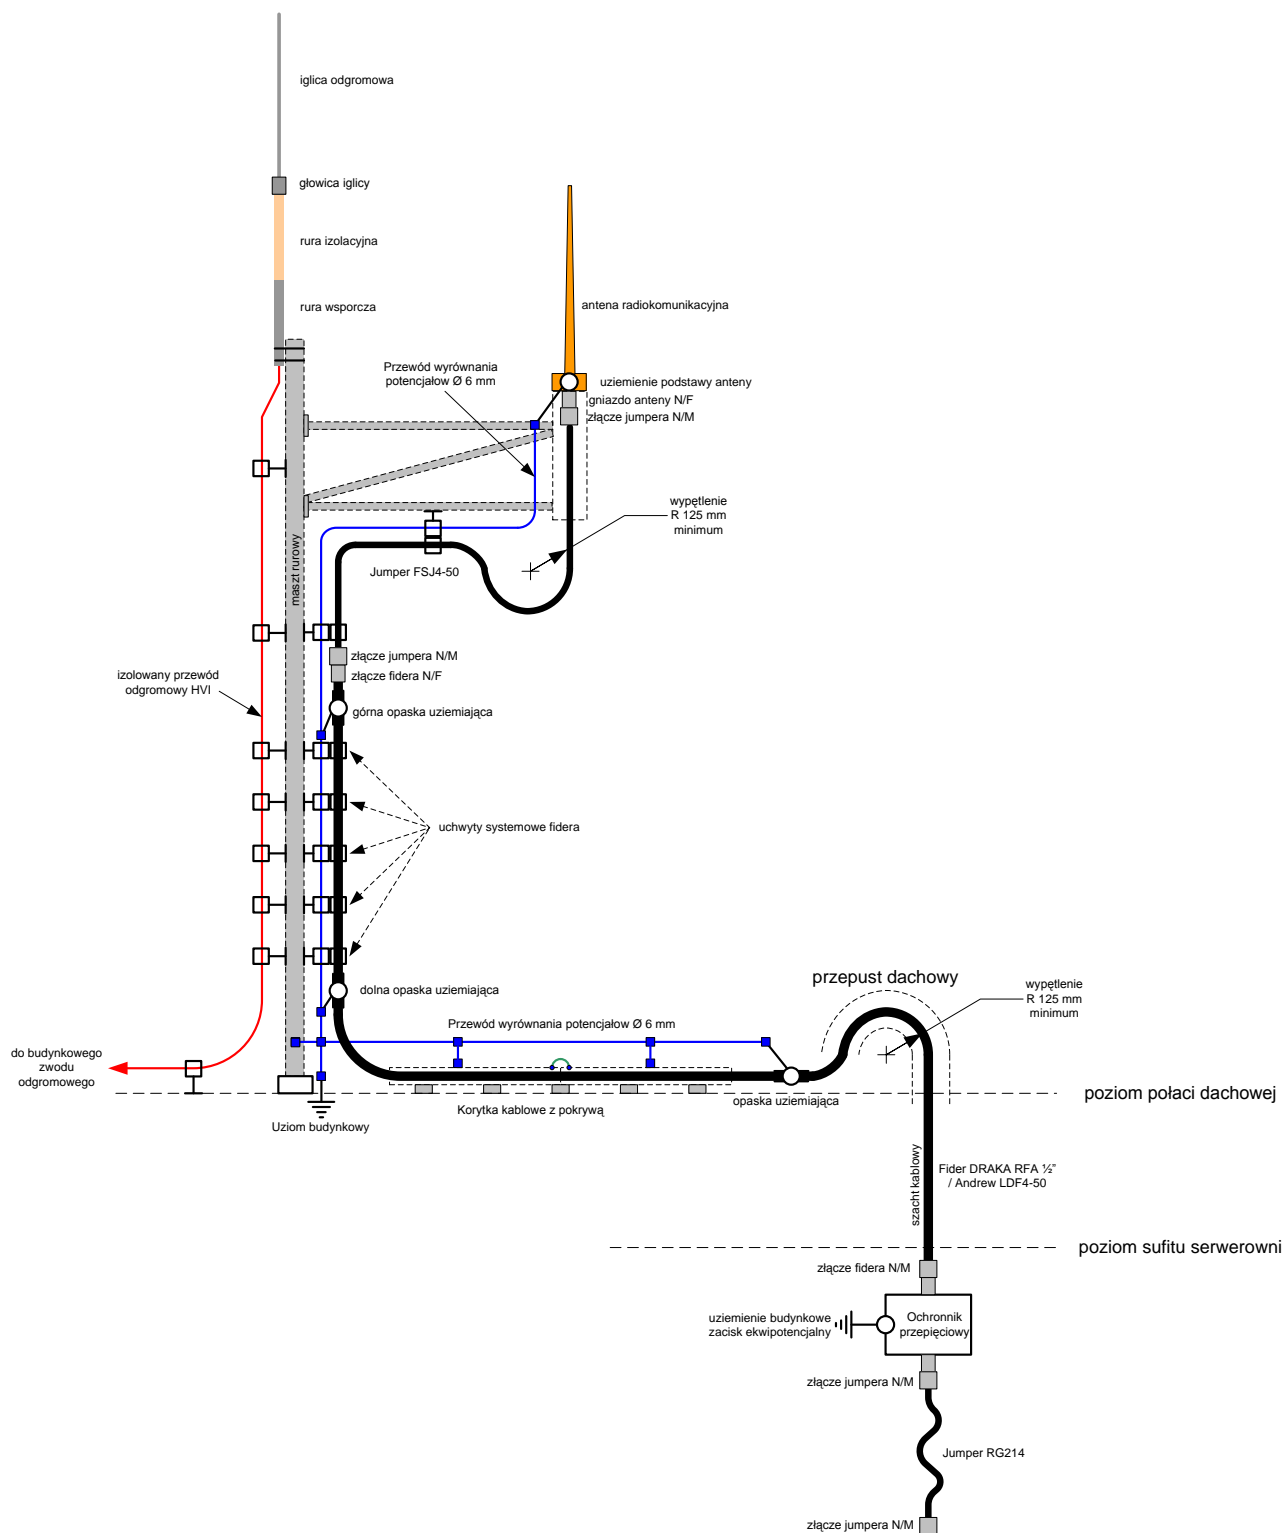 iglica odgromowa
głowica iglicy
rura izolacyjna
rura wsporcza
antena radiokomunikacyjna
Przewód wyrównania
potencjałow Ø 6 mm
uziemienie podstawy anteny
gniazdo anteny N/F
złącze jumpera N/M
wypętlenie
R 125 mm
minimum
maszt rurowy
Jumper FSJ4-50
złącze jumpera N/M
złącze fidera N/F
izolowany przewód
odgromowy HVI
górna opaska uziemiająca
uchwyty systemowe fidera
dolna opaska uziemiająca
przepust dachowy
wypętlenie
R 125 mm
minimum
Przewód wyrównania potencjałów Ø 6 mm
do budynkowego
zwodu
odgromowego
opaska uziemiająca
poziom połaci dachowej
Korytka kablowe z pokrywą
Uziom budynkowy
szacht kablowy
Fider DRAKA RFA ½”
/ Andrew LDF4-50
poziom sufitu serwerowni
złącze fidera N/M
uziemienie budynkowe
zacisk ekwipotencjalny
Ochronnik
przepięciowy
złącze jumpera N/M
Jumper RG214
złącze jumpera N/M